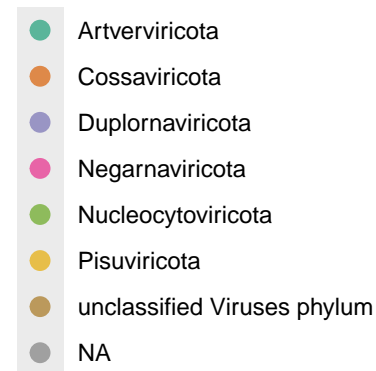 Artverviricota
Cossaviricota
Duplornaviricota
Negarnaviricota
Nucleocytoviricota
Pisuviricota
unclassified Viruses phylum
NA